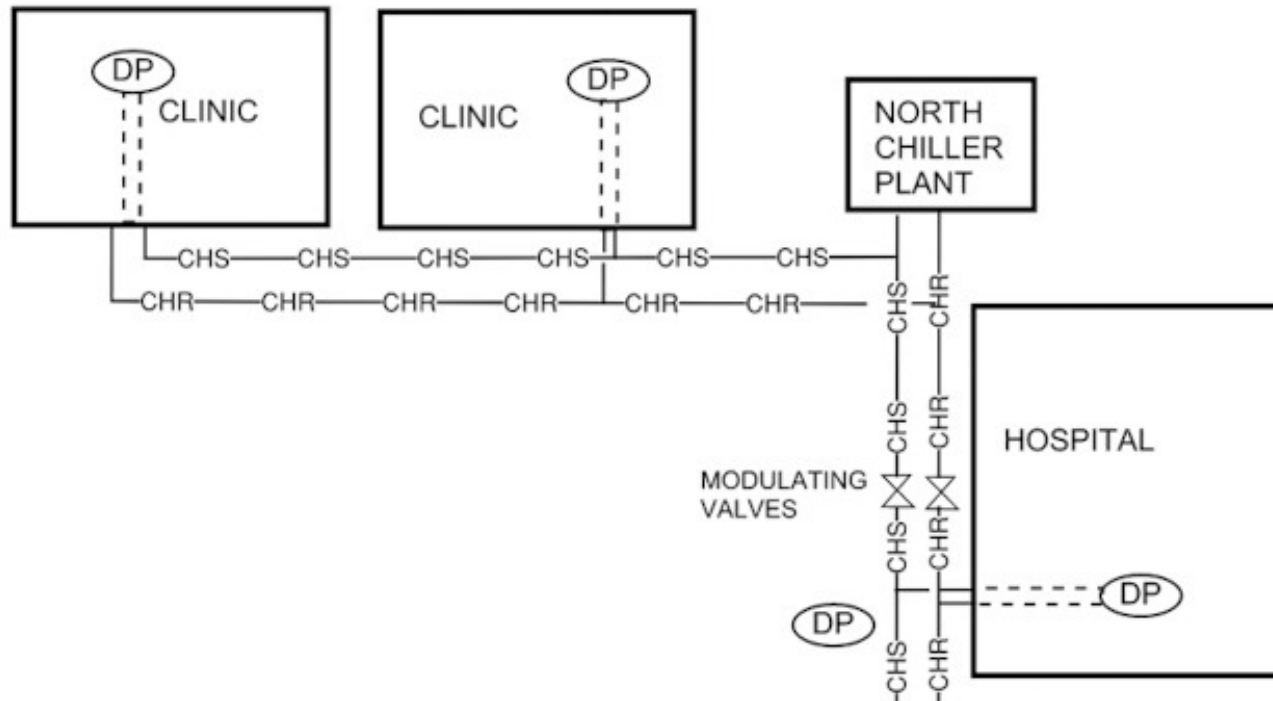 DP
CLINIC
DP
CLINIC
NORTH
CHILLER
PLANT
CHS CHS CHS CHS CHS CHS
CHR CHR CHR CHR CHR CHR
CHS
CHR
CHS
CHR
HOSPITAL
MODULATING
VALVES
CHS
CHR
DP
DP
CHS
CHR